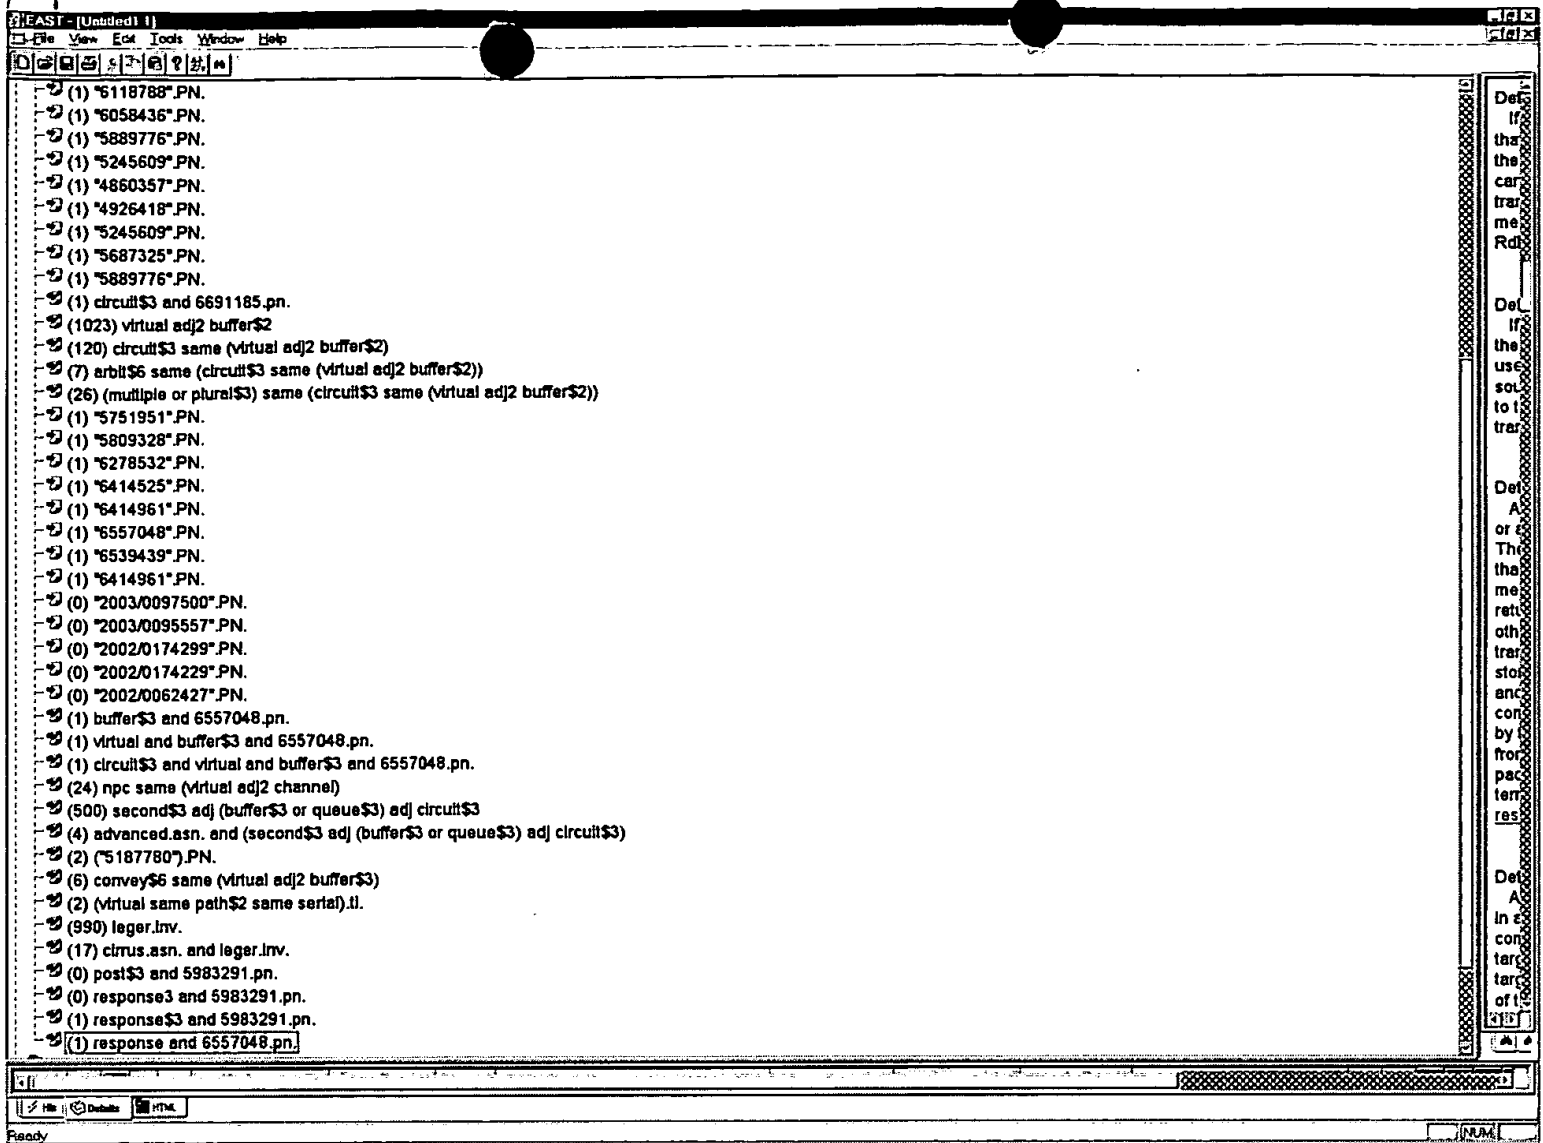 EAST - [Untitled1 1]
File View Edit Tools Window Help
(1) "6118788".PN.
(1) "6058436".PN.
(1) "5889776".PN.
(1) "5245609".PN.
(1) "4860357".PN.
(1) "4926418".PN.
(1) "5245609".PN.
(1) "5687325".PN.
(1) "5889776".PN.
(1) circuit$3 and 6691185.pn.
(1023) virtual adj2 buffer$2
(120) circuit$3 same (virtual adj2 buffer$2)
(7) arbit$6 same (circuit$3 same (virtual adj2 buffer$2))
(26) (multiple or plural$3) same (circuit$3 same (virtual adj2 buffer$2))
(1) "5751951".PN.
(1) "5809328".PN.
(1) "6278532".PN.
(1) "6414525".PN.
(1) "6414961".PN.
(1) "6557048".PN.
(1) "6539439".PN.
(1) "6414961".PN.
(0) "2003/0097500".PN.
(0) "2003/0095557".PN.
(0) "2002/0174299".PN.
(0) "2002/0174229".PN.
(0) "2002/0062427".PN.
(1) buffer$3 and 6557048.pn.
(1) virtual and buffer$3 and 6557048.pn.
(1) circuit$3 and virtual and buffer$3 and 6557048.pn.
(24) npc same (virtual adj2 channel)
(500) second$3 adj (buffer$3 or queue$3) adj circuit$3
(4) advanced.asn. and (second$3 adj (buffer$3 or queue$3) adj circuit$3)
(2) ("5187780").PN.
(6) convey$6 same (virtual adj2 buffer$3)
(2) (virtual same path$2 same serial).ti.
(990) leger.inv.
(17) cirrus.asn. and leger.inv.
(0) post$3 and 5983291.pn.
(0) response3 and 5983291.pn.
(1) response$3 and 5983291.pn.
(1) response and 6557048.pn.
Details HTML
Ready NUM